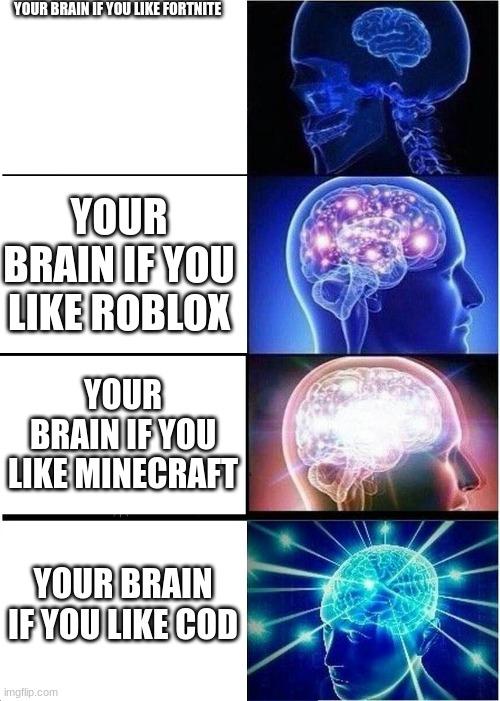 YOUR BRAIN IF YOU LIKE FORTNITE
YOUR
BRAIN IF YOU
LIKE ROBLOX
YOUR
BRAIN IF YOU
LIKE MINECRAFT
YOUR BRAIN
IF YOU LIKE COD
imgflip.com